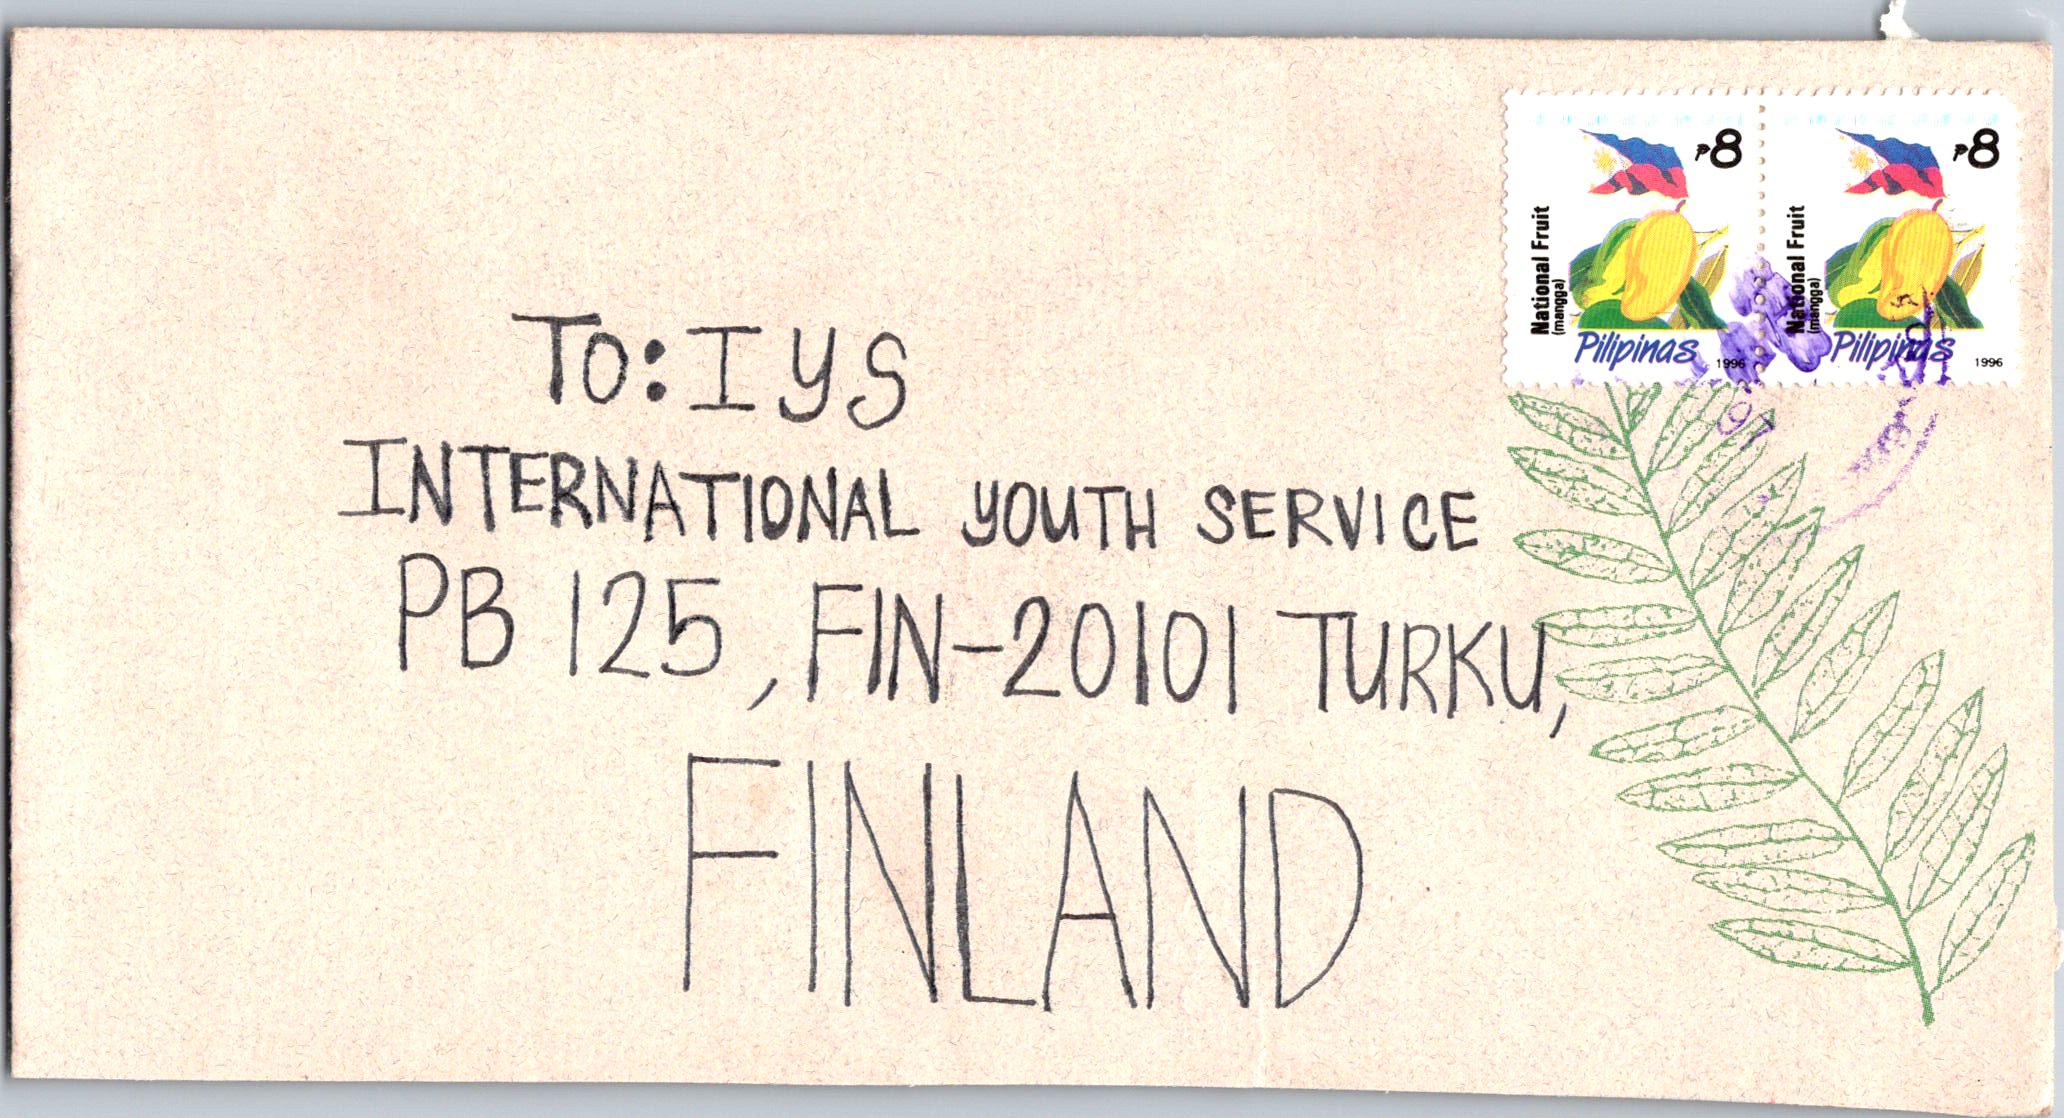 ₱8
National Fruit
(mangga)
Pilipinas
1996
₱8
National Fruit
(mangga)
Pilipinas
1996
To: IYS
INTERNATIONAL YOUTH SERVICE
PB 125, FIN-20101 TURKU,
FINLAND